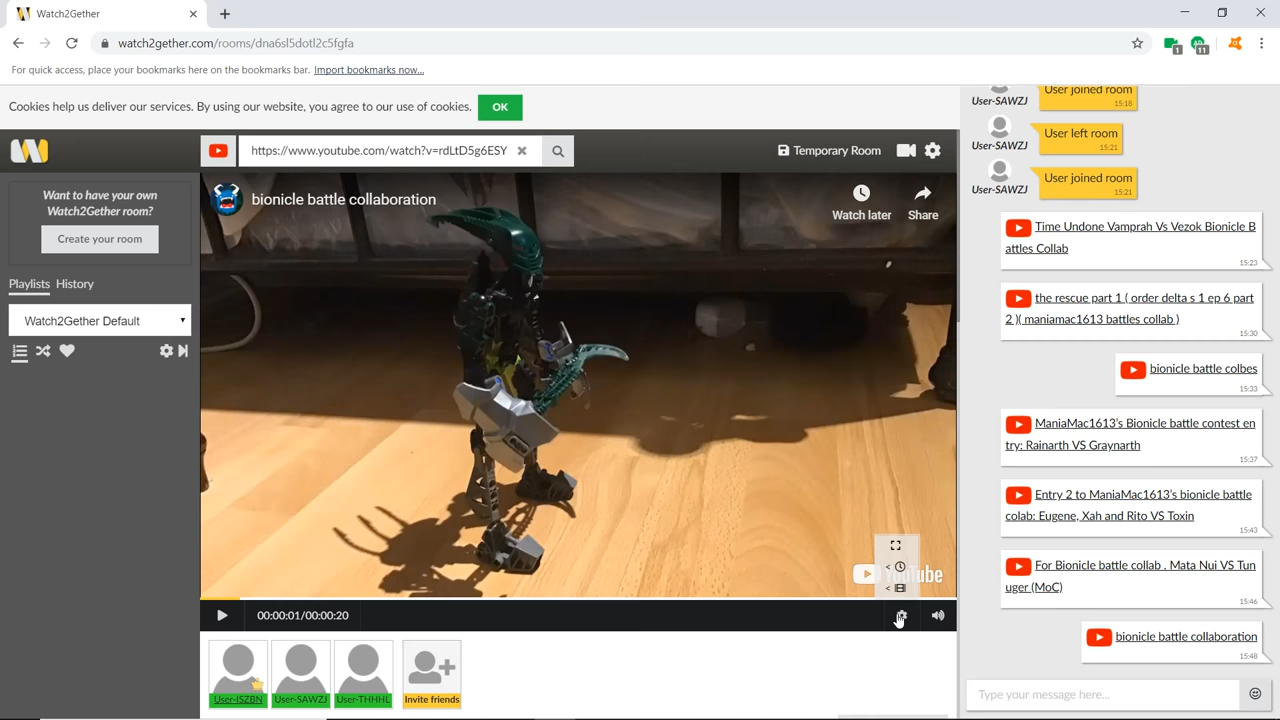 Watch2Gether
watch2gether.com/rooms/dna6sl5dotl2c5fgfa
1
11
For quick access, place your bookmarks here on the bookmarks bar. Import bookmarks now...
Cookies help us deliver our services. By using our website, you agree to our use of cookies. OK
https://www.youtube.com/watch?v=rdLtD5g6ESY
Temporary Room
Want to have your own
Watch2Gether room?
Create your room
Playlists History
Watch2Gether Default
bionicle battle collaboration
Watch later
Share
YouTube
00:00:01/00:00:20
User-ISZBN
User-SAWZJ
User-THHHL
Invite friends
User-SAWZJ
User joined room
15:18
User-SAWZJ
User left room
15:21
User-SAWZJ
User joined room
15:21
Time Undone Vamprah Vs Vezok Bionicle B
attles Collab
15:23
the rescue part 1 ( order delta s 1 ep 6 part
2 )( maniamac1613 battles collab )
15:30
bionicle battle colbes
15:33
ManiaMac1613's Bionicle battle contest en
try: Rainarth VS Graynarth
15:37
Entry 2 to ManiaMac1613's bionicle battle
colab: Eugene, Xah and Rito VS Toxin
15:43
For Bionicle battle collab . Mata Nui VS Tun
uger (MoC)
15:46
bionicle battle collaboration
15:48
Type your message here...